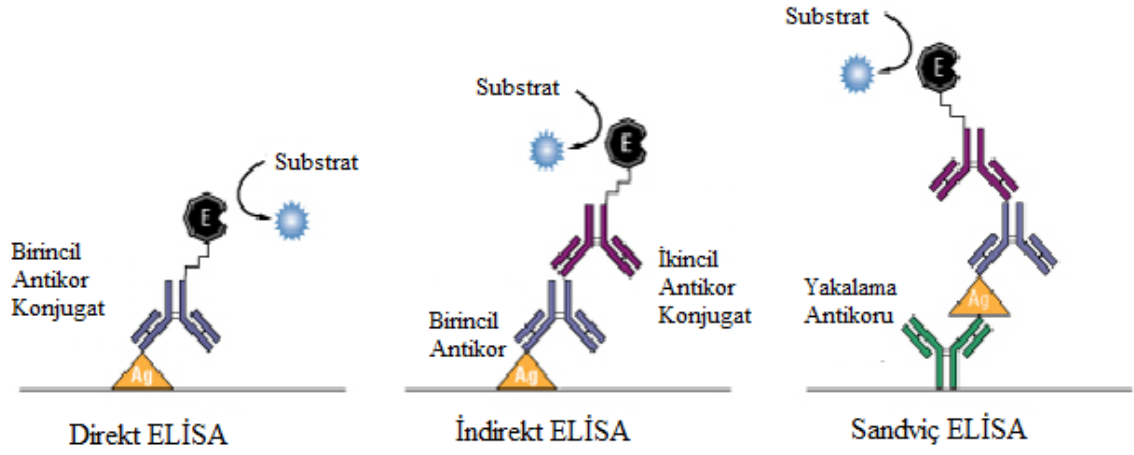 Substrat
E
Birincil
Antikor
Konjugat
Ag
Direkt ELİSA
Substrat
E
İkincil
Antikor
Konjugat
Birincil
Antikor
Ag
İndirekt ELİSA
Substrat
E
Yakalama
Antikoru
Ag
Sandviç ELİSA